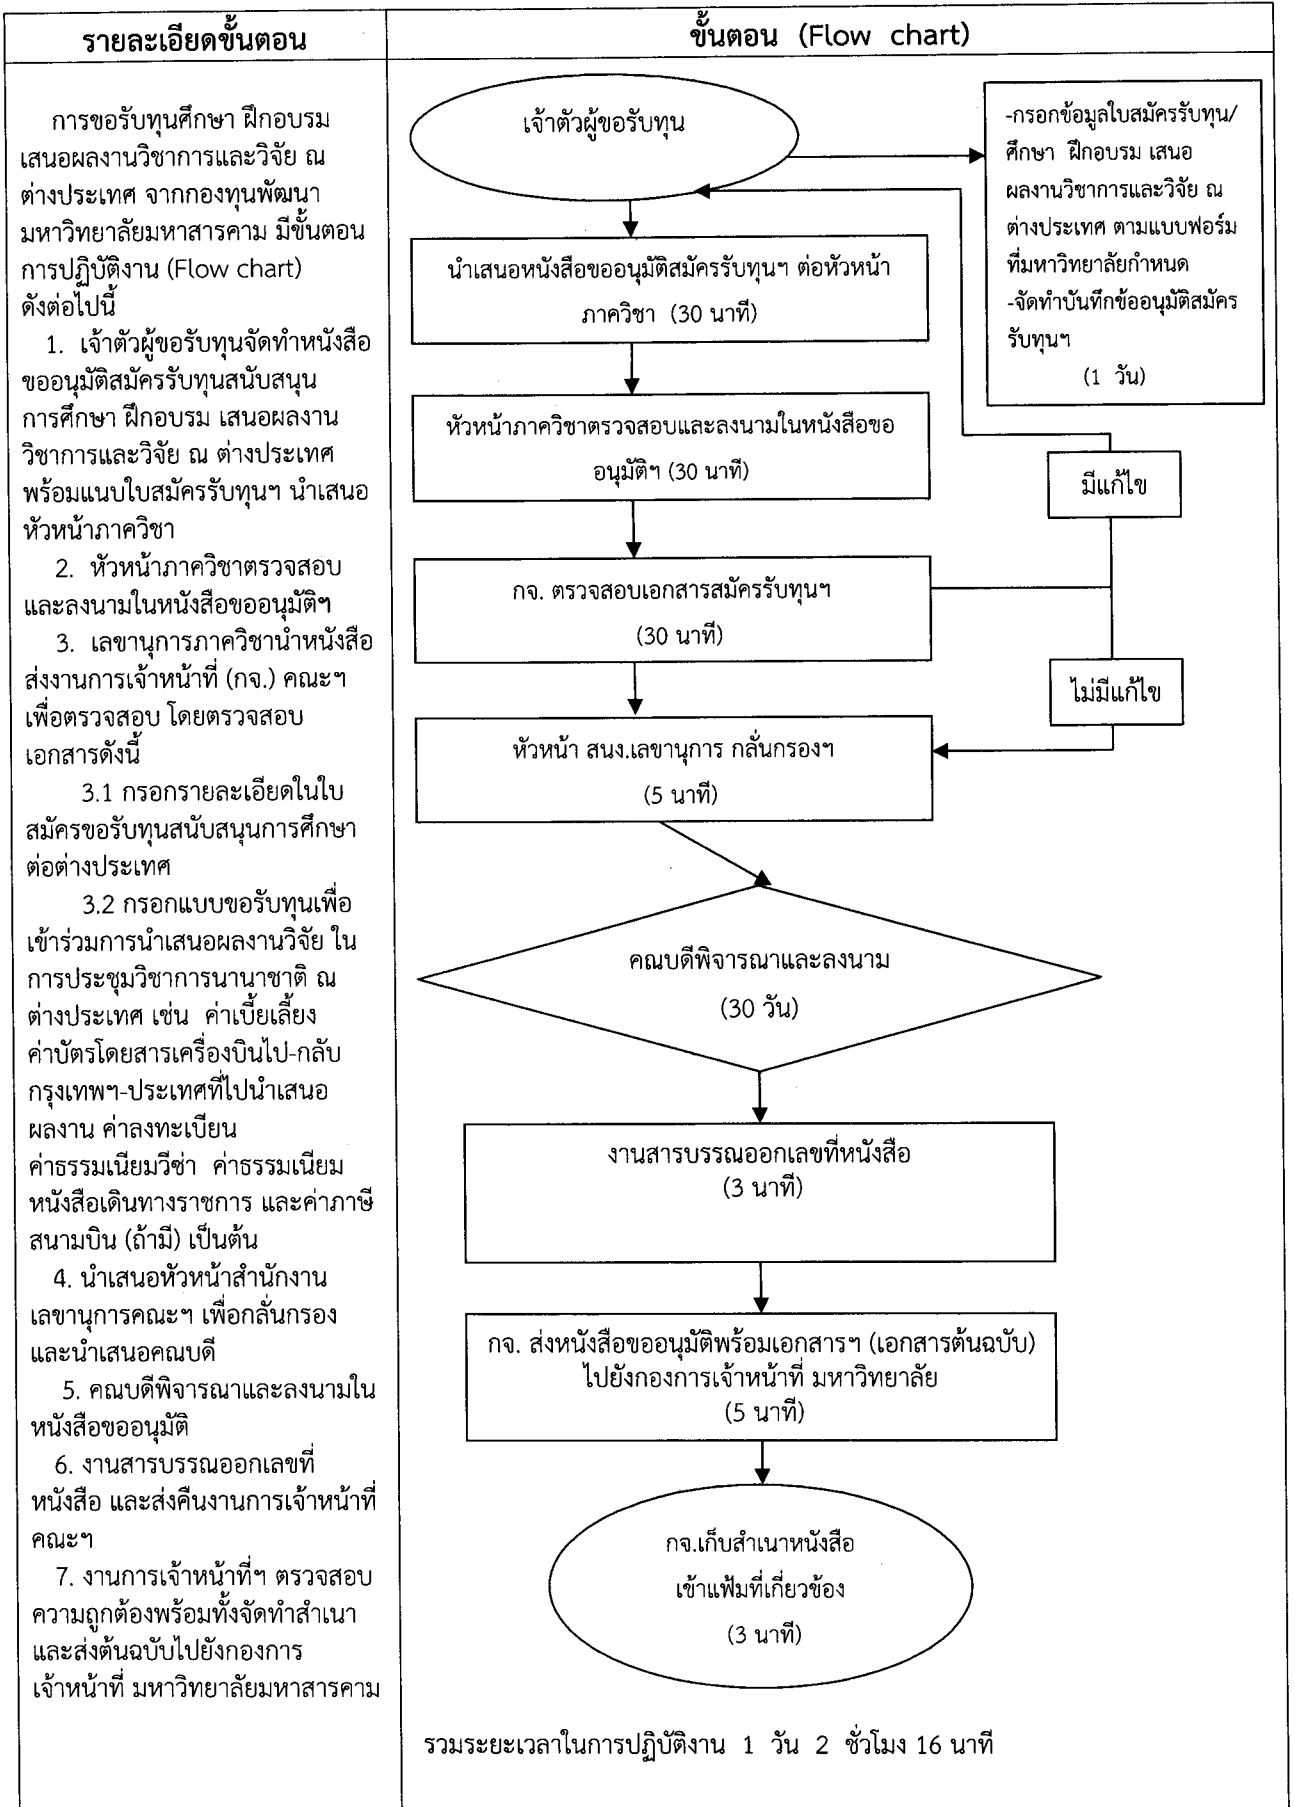 รายละเอียดขั้นตอน
ขั้นตอน (Flow chart)
การขอรับทุนศึกษา ฝึกอบรม
เสนอผลงานวิชาการและวิจัย ณ
ต่างประเทศ จากกองทุนพัฒนา
มหาวิทยาลัยมหาสารคาม มีขั้นตอน
การปฏิบัติงาน (Flow chart)
ดังต่อไปนี้
1. เจ้าตัวผู้ขอรับทุนจัดทำหนังสือ
ขออนุมัติสมัครรับทุนสนับสนุน
การศึกษา ฝึกอบรม เสนอผลงาน
วิชาการและวิจัย ณ ต่างประเทศ
พร้อมแนบใบสมัครรับทุนฯ นำเสนอ
หัวหน้าภาควิชา
2. หัวหน้าภาควิชาตรวจสอบ
และลงนามในหนังสือขออนุมัติฯ
3. เลขานุการภาควิชานำหนังสือ
ส่งงานการเจ้าหน้าที่ (กจ.) คณะฯ
เพื่อตรวจสอบ โดยตรวจสอบ
เอกสารดังนี้
3.1 กรอกรายละเอียดในใบ
สมัครขอรับทุนสนับสนุนการศึกษา
ต่อต่างประเทศ
3.2 กรอกแบบขอรับทุนเพื่อ
เข้าร่วมการนำเสนอผลงานวิจัย ใน
การประชุมวิชาการนานาชาติ ณ
ต่างประเทศ เช่น ค่าเบี้ยเลี้ยง
ค่าบัตรโดยสารเครื่องบินไป-กลับ
กรุงเทพฯ-ประเทศที่ไปนำเสนอ
ผลงาน ค่าลงทะเบียน
ค่าธรรมเนียมวีซ่า ค่าธรรมเนียม
หนังสือเดินทางราชการ และค่าภาษี
สนามบิน (ถ้ามี) เป็นต้น
4. นำเสนอหัวหน้าสำนักงาน
เลขานุการคณะฯ เพื่อกลั่นกรอง
และนำเสนอคณบดี
5. คณบดีพิจารณาและลงนามใน
หนังสือขออนุมัติ
6. งานสารบรรณออกเลขที่
หนังสือ และส่งคืนงานการเจ้าหน้าที่
คณะฯ
7. งานการเจ้าหน้าที่ฯ ตรวจสอบ
ความถูกต้องพร้อมทั้งจัดทำสำเนา
และส่งต้นฉบับไปยังกองการ
เจ้าหน้าที่ มหาวิทยาลัยมหาสารคาม
เจ้าตัวผู้ขอรับทุน
-กรอกข้อมูลใบสมัครรับทุน/
ศึกษา ฝึกอบรม เสนอ
ผลงานวิชาการและวิจัย ณ
ต่างประเทศ ตามแบบฟอร์ม
ที่มหาวิทยาลัยกำหนด
-จัดทำบันทึกข้ออนุมัติสมัคร
รับทุนฯ
(1 วัน)
นำเสนอหนังสือขออนุมัติสมัครรับทุนฯ ต่อหัวหน้า
ภาควิชา (30 นาที)
หัวหน้าภาควิชาตรวจสอบและลงนามในหนังสือขอ
อนุมัติฯ (30 นาที)
มีแก้ไข
กจ. ตรวจสอบเอกสารสมัครรับทุนฯ
(30 นาที)
ไม่มีแก้ไข
หัวหน้า สนง.เลขานุการ กลั่นกรองฯ
(5 นาที)
คณบดีพิจารณาและลงนาม
(30 วัน)
งานสารบรรณออกเลขที่หนังสือ
(3 นาที)
กจ. ส่งหนังสือขออนุมัติพร้อมเอกสารฯ (เอกสารต้นฉบับ)
ไปยังกองการเจ้าหน้าที่ มหาวิทยาลัย
(5 นาที)
กจ.เก็บสำเนาหนังสือ
เข้าแฟ้มที่เกี่ยวข้อง
(3 นาที)
รวมระยะเวลาในการปฏิบัติงาน 1 วัน 2 ชั่วโมง 16 นาที